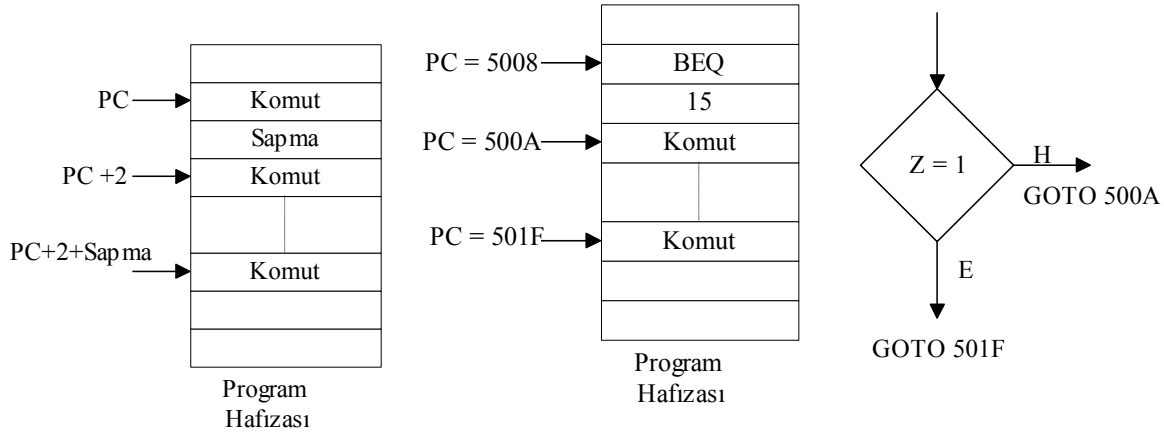 PC
Komut
Sapma
PC +2
Komut
PC+2+Sapma
Komut
Program
Hafızası
PC = 5008
BEQ
15
PC = 500A
Komut
PC = 501F
Komut
Program
Hafızası
Z = 1
H
GOTO 500A
E
GOTO 501F